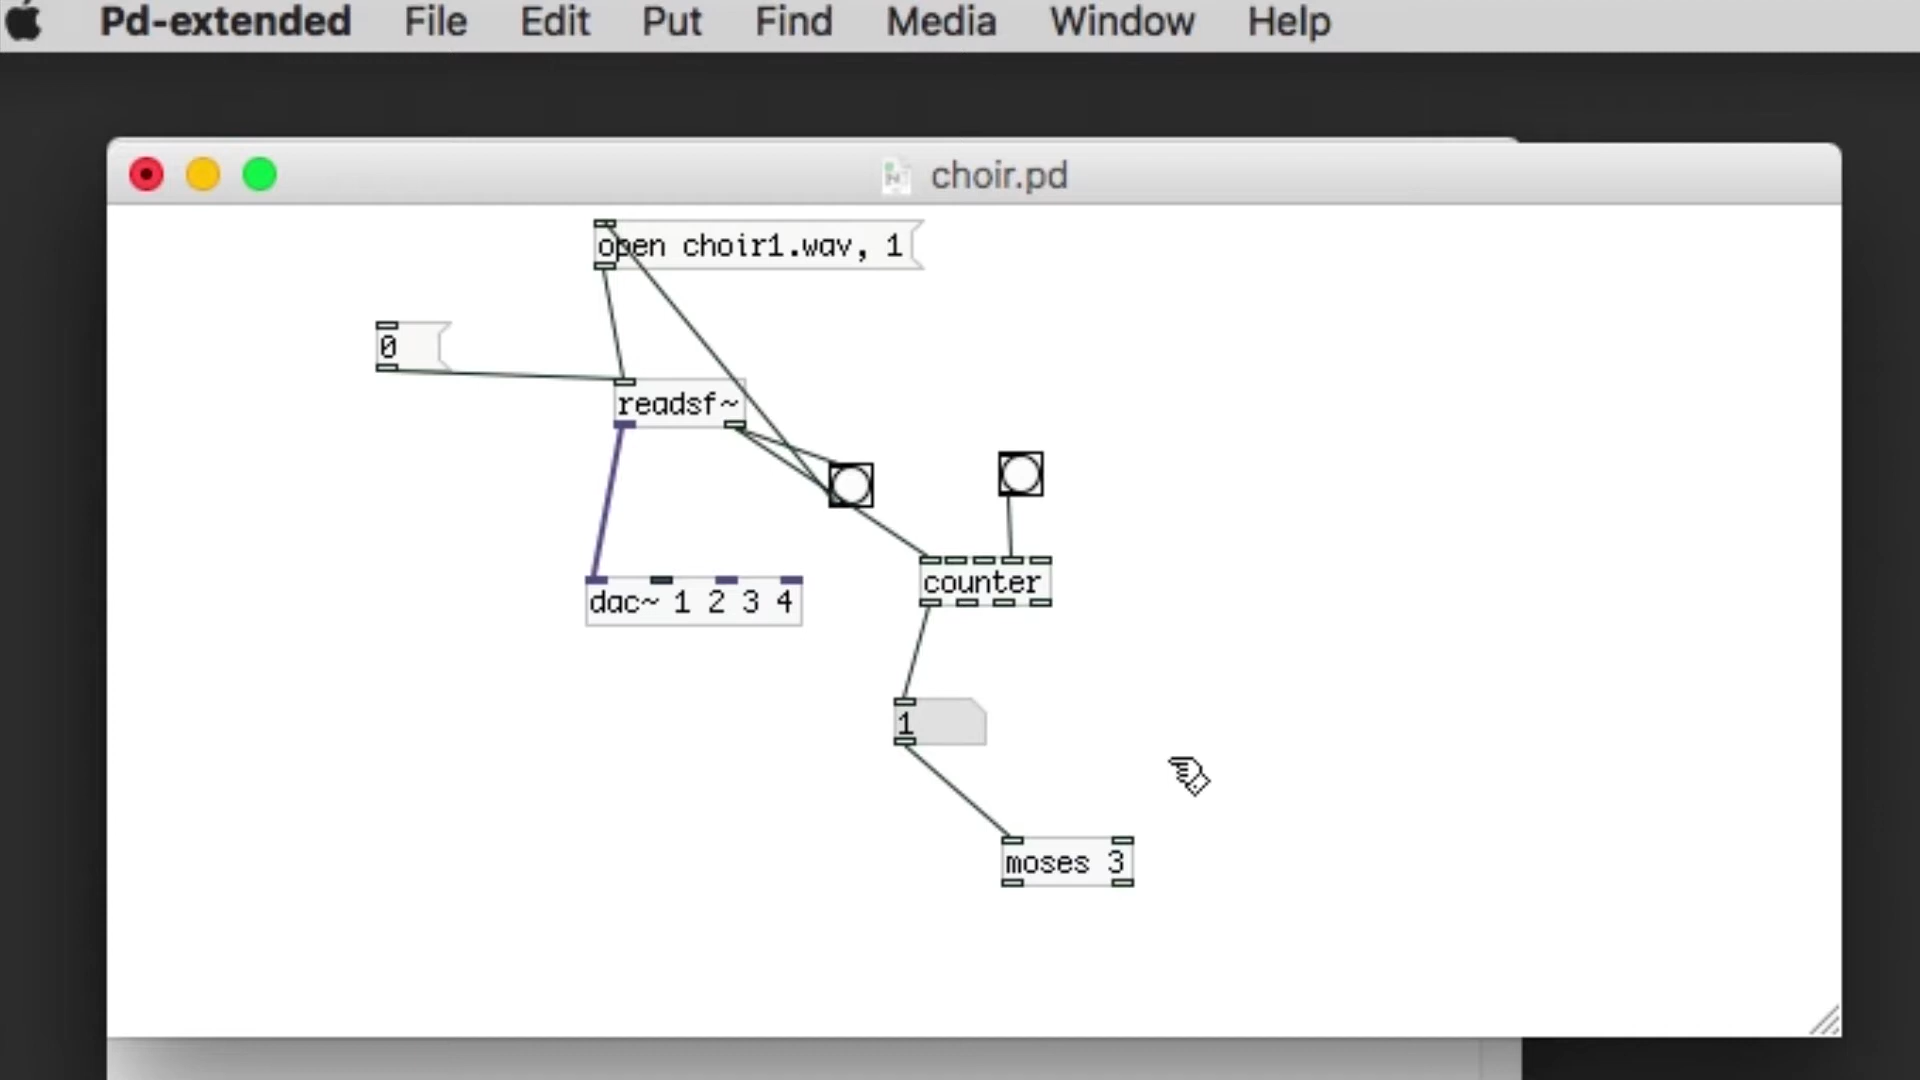 Pd-extended File Edit Put Find Media Window Help
choir.pd
open choir1.wav, 1
0
readsf~
counter
dac~ 1 2 3 4
1
moses 3